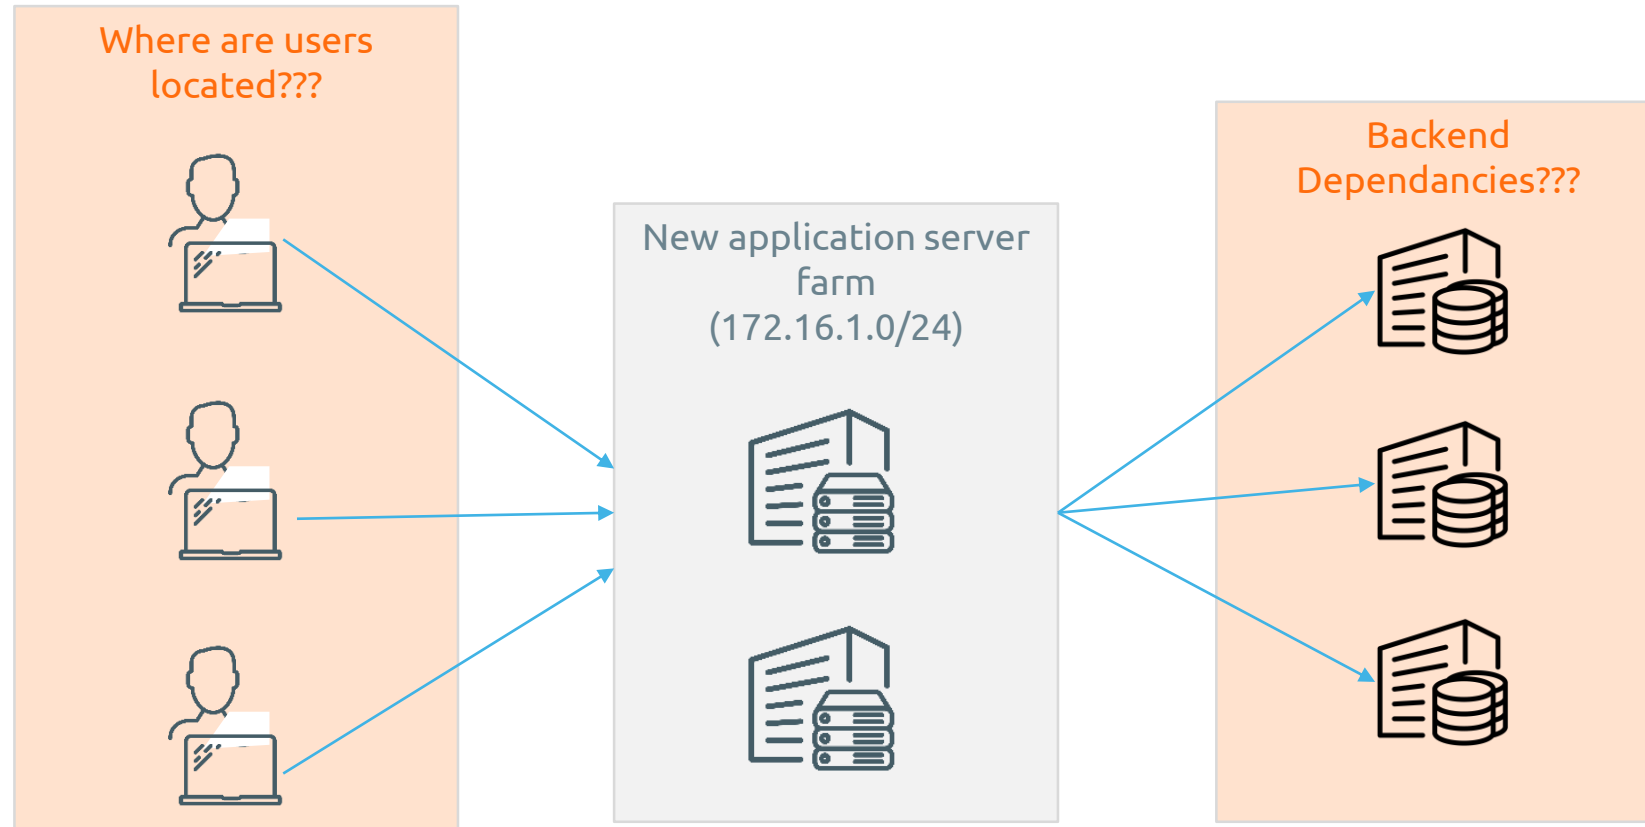 Where are users
located???
New application server
farm
(172.16.1.0/24)
Backend
Dependancies???